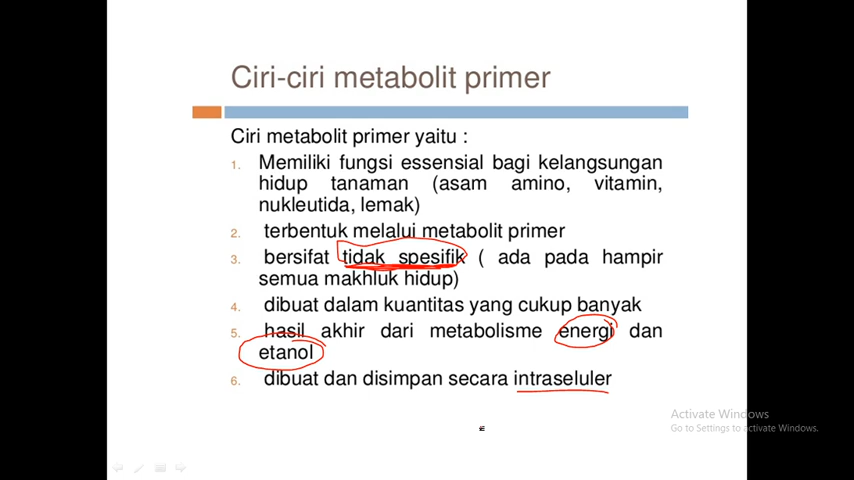 Ciri-ciri metabolit primer
Ciri metabolit primer yaitu :
1. Memiliki fungsi essensial bagi kelangsungan
hidup tanaman (asam amino, vitamin,
nukleutida, lemak)
2. terbentuk melalui metabolit primer
3. bersifat tidak spesifik ( ada pada hampir
semua makhluk hidup)
4. dibuat dalam kuantitas yang cukup banyak
5. hasil akhir dari metabolisme energi dan
etanol
6. dibuat dan disimpan secara intraseluler
Activate Windows
Go to Settings to activate Windows.